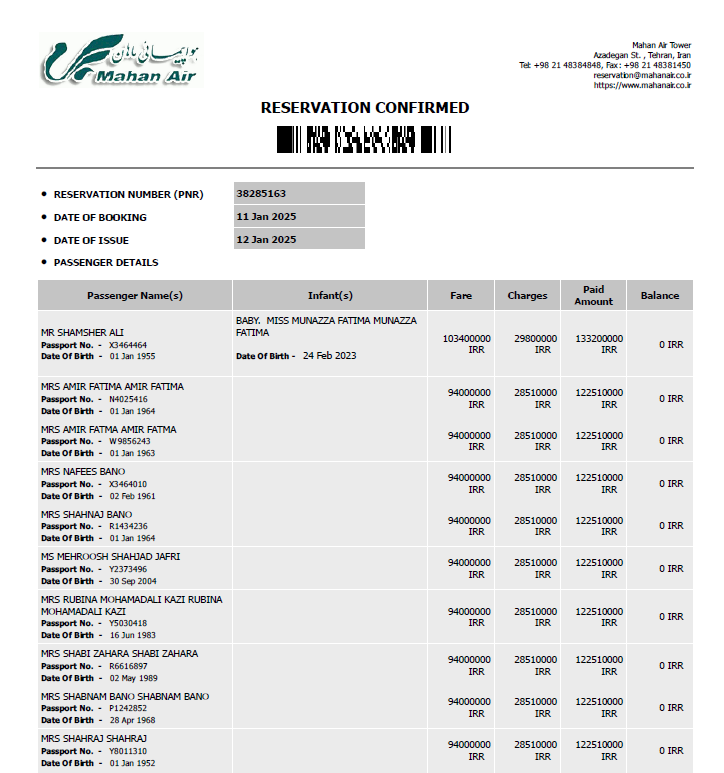 هواپیمائی ماهان
Mahan Air
Mahan Air Tower
Azadegan St. , Tehran, Iran
Tel: +98 21 48384848, Fax: +98 21 48381450
reservation@mahanair.co.ir
https://www.mahanair.co.ir
RESERVATION CONFIRMED
• RESERVATION NUMBER (PNR) 38285163
• DATE OF BOOKING 11 Jan 2025
• DATE OF ISSUE 12 Jan 2025
• PASSENGER DETAILS
Passenger Name(s) Infant(s) Fare Charges Paid Amount Balance
MR SHAMSHER ALI
Passport No. - X3464464
Date Of Birth - 01 Jan 1955
BABY. MISS MUNAZZA FATIMA MUNAZZA
FATIMA
Date Of Birth - 24 Feb 2023
103400000 IRR 29800000 IRR 133200000 IRR 0 IRR
MRS AMIR FATIMA AMIR FATIMA
Passport No. - N4025416
Date Of Birth - 01 Jan 1964
94000000 IRR 28510000 IRR 122510000 IRR 0 IRR
MRS AMIR FATMA AMIR FATMA
Passport No. - W9856243
Date Of Birth - 01 Jan 1963
94000000 IRR 28510000 IRR 122510000 IRR 0 IRR
MRS NAFEES BANO
Passport No. - X3464010
Date Of Birth - 02 Feb 1961
94000000 IRR 28510000 IRR 122510000 IRR 0 IRR
MRS SHAHNAJ BANO
Passport No. - R1434236
Date Of Birth - 01 Jan 1964
94000000 IRR 28510000 IRR 122510000 IRR 0 IRR
MS MEHROOSH SHAHJAD JAFRI
Passport No. - Y2373496
Date Of Birth - 30 Sep 2004
94000000 IRR 28510000 IRR 122510000 IRR 0 IRR
MRS RUBINA MOHAMADALI KAZI RUBINA
MOHAMADALI KAZI
Passport No. - Y5030418
Date Of Birth - 16 Jun 1983
94000000 IRR 28510000 IRR 122510000 IRR 0 IRR
MRS SHABI ZAHARA SHABI ZAHARA
Passport No. - R6616897
Date Of Birth - 02 May 1989
94000000 IRR 28510000 IRR 122510000 IRR 0 IRR
MRS SHABNAM BANO SHABNAM BANO
Passport No. - P1242852
Date Of Birth - 28 Apr 1968
94000000 IRR 28510000 IRR 122510000 IRR 0 IRR
MRS SHAHRAJ SHAHRAJ
Passport No. - Y8011310
Date Of Birth - 01 Jan 1952
94000000 IRR 28510000 IRR 122510000 IRR 0 IRR